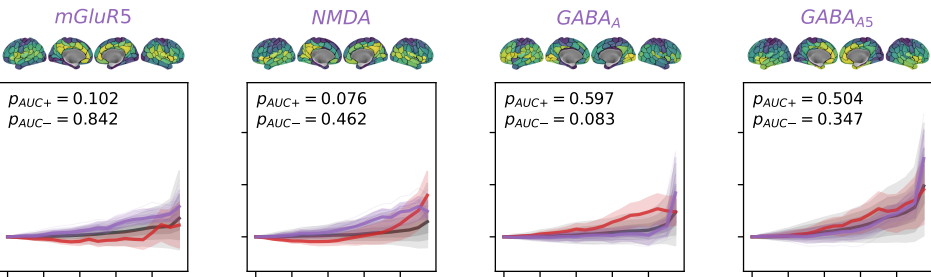 mGluR5
NMDA
GABA_A
GABA_A5
p_AUC+ = 0.102
p_AUC− = 0.842
p_AUC+ = 0.076
p_AUC− = 0.462
p_AUC+ = 0.597
p_AUC− = 0.083
p_AUC+ = 0.504
p_AUC− = 0.347